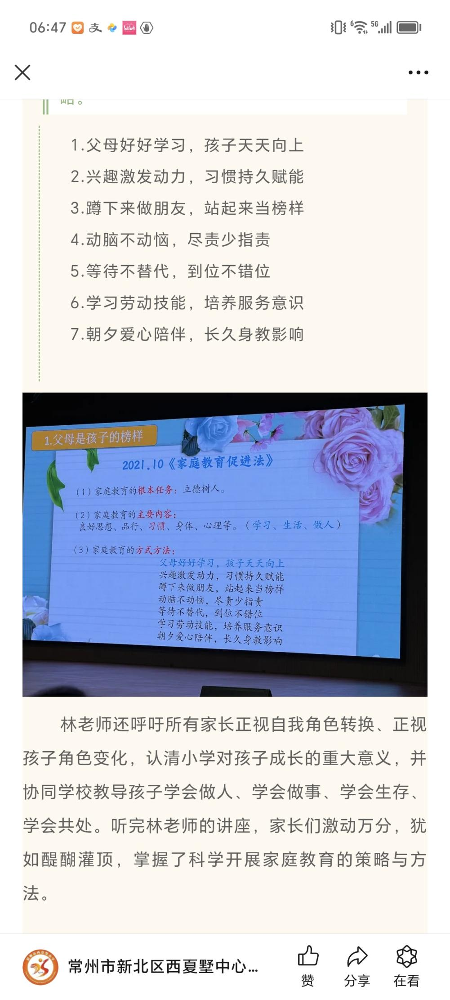 06:47
6
5G
1.父母好好学习，孩子天天向上
2.兴趣激发动力，习惯持久赋能
3.蹲下来做朋友，站起来当榜样
4.动脑不动恼，尽责少指责
5.等待不替代，到位不错位
6.学习劳动技能，培养服务意识
7.朝夕爱心陪伴，长久身教影响
1.父母是孩子的榜样
2021.10《家庭教育促进法》
（1）家庭教育的根本任务：立德树人。
（2）家庭教育的主要内容：
良好思想、品行、习惯、身体、心理等。（学习、生活、做人）
（3）家庭教育的方式方法：
父母好好学习，孩子天天向上
兴趣激发动力，习惯持久赋能
蹲下来做朋友，站起来当榜样
动脑不动恼，尽责少指责
等待不替代，到位不错位
学习劳动技能，培养服务意识
朝夕爱心陪伴，长久身教影响
林老师还呼吁所有家长正视自我角色转换、正视
孩子角色变化，认清小学对孩子成长的重大意义，并
协同学校教导孩子学会做人、学会做事、学会生存、
学会共处。听完林老师的讲座，家长们激动万分，犹
如醍醐灌顶，掌握了科学开展家庭教育的策略与方
法。
常州市新北区西夏墅中心...
赞
分享
在看